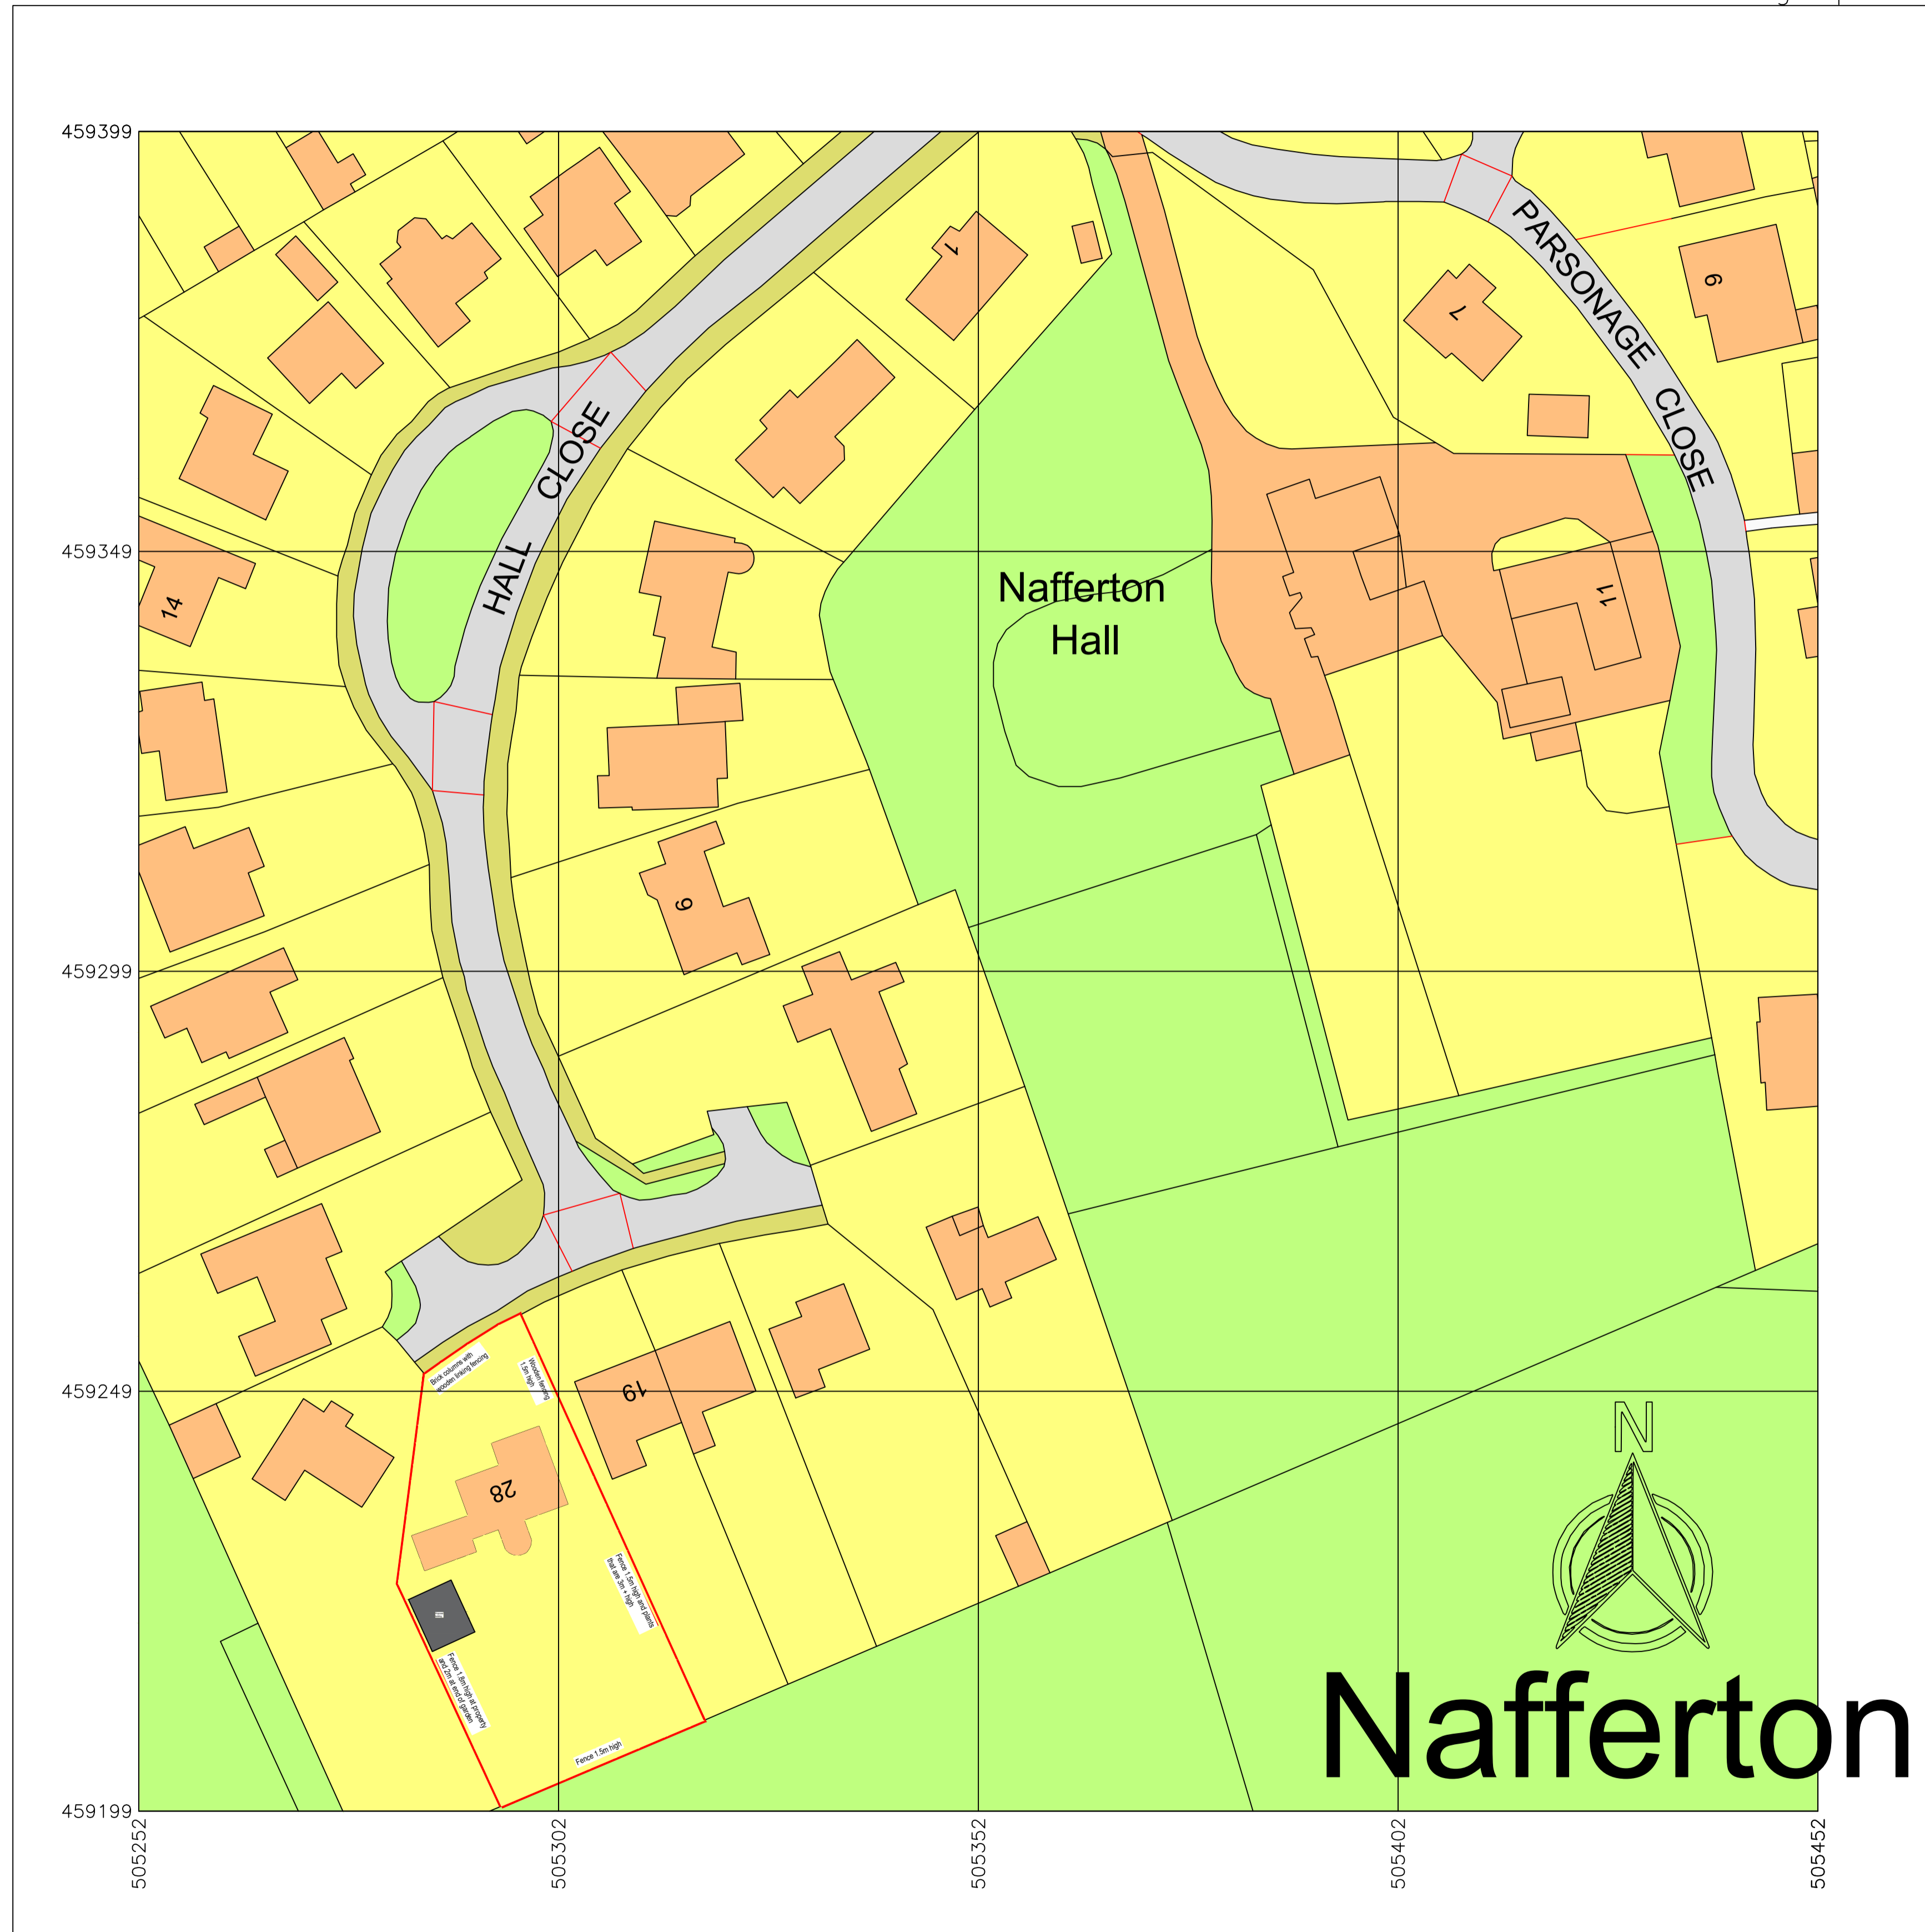 459399
1
PARSONAGE CLOSE
7
9
HALL CLOSE
459349
14
Nafferton
Hall
11
9
459299
Brick columns with
wooden linking fencing
Wooden fencing
1.5m high
459249
19
28
N
Fence 1.5m high and plants
that are 3m + high
Fence 1.8m high at property
and 2m at end of garden
Fence 1.5m high
Nafferton
459199
505252
505302
505352
505402
505452